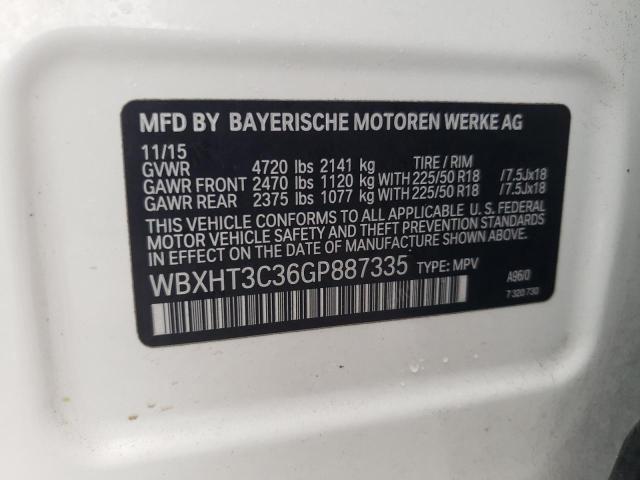 MFD BY BAYERISCHE MOTOREN WERKE AG
11/15
GVWR 4720 lbs 2141 kg TIRE / RIM
GAWR FRONT 2470 lbs 1120 kg WITH 225/50 R18 /7.5Jx18
GAWR REAR 2375 lbs 1077 kg WITH 225/50 R18 /7.5Jx18
THIS VEHICLE CONFORMS TO ALL APPLICABLE U.S. FEDERAL
MOTOR VEHICLE SAFETY AND THEFT PREVENTION STANDARDS
IN EFFECT ON THE DATE OF MANUFACTURE SHOWN ABOVE.
WBXHT3C36GP887335 TYPE: MPV A96/0
7 320 730